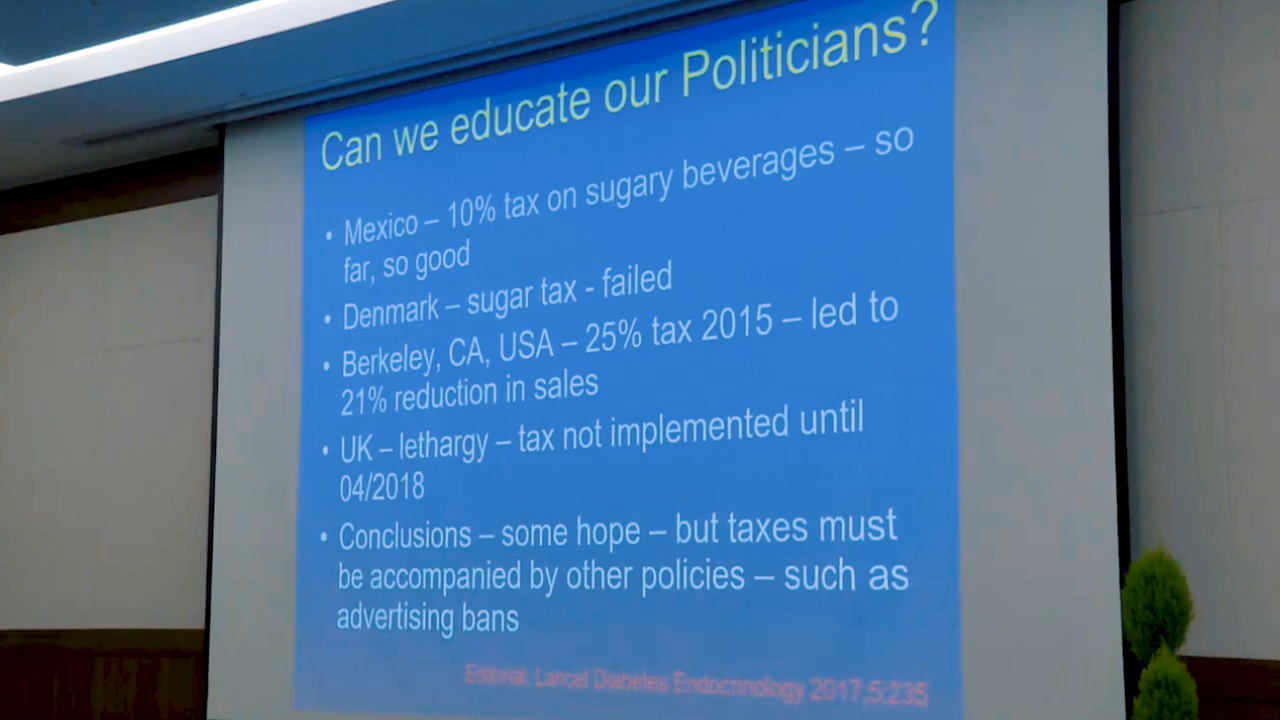 Can we educate our Politicians?
• Mexico – 10% tax on sugary beverages – so
far, so good
• Denmark – sugar tax - failed
• Berkeley, CA, USA – 25% tax 2015 – led to
21% reduction in sales
• UK – lethargy – tax not implemented until
04/2018
• Conclusions – some hope – but taxes must
be accompanied by other policies – such as
advertising bans
Editorial. Lancet Diabetes Endocrinology 2017;5:235